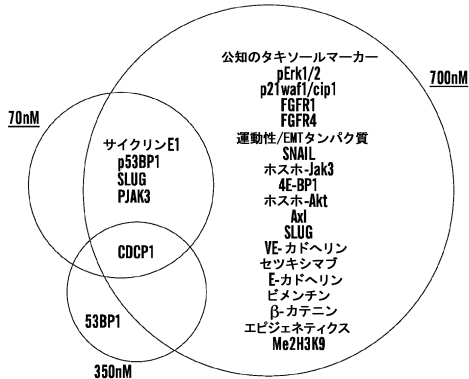 公知のタキソールマーカー
pErk1/2
p21waf1/cip1
FGFR1
FGFR4
運動性/EMTタンパク質
SNAIL
ホスホ-Jak3
4E-BP1
ホスホ-Akt
Axl
SLUG
VE-カドヘリン
セツキシマブ
E-カドヘリン
ビメンチン
β-カテニン
エピジェネティクス
Me2H3K9
700nM
70nM
サイクリンE1
p53BP1
SLUG
PJAK3
CDCP1
53BP1
350nM